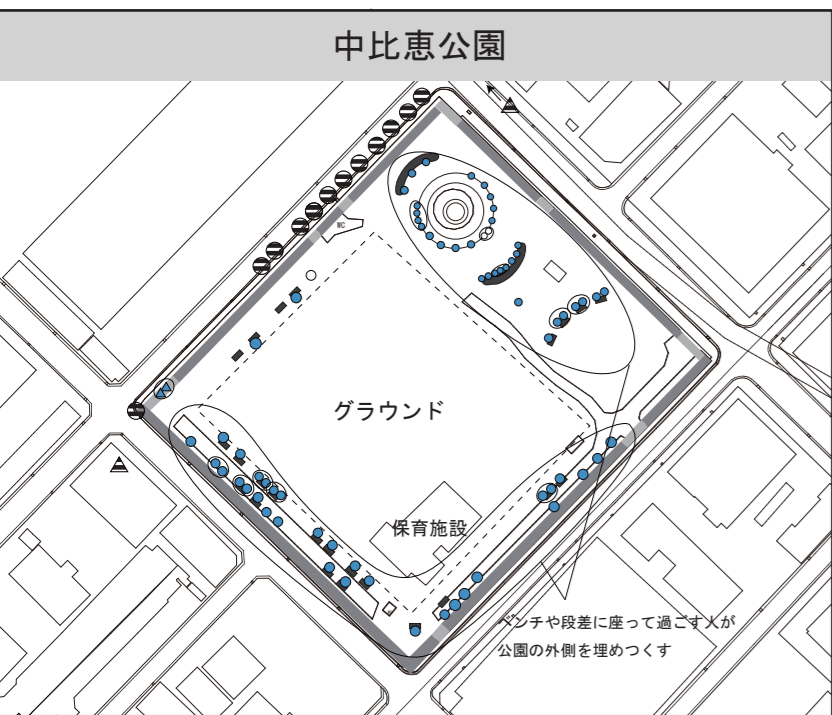 中比恵公園
WC
グラウンド
保育施設
ベンチや段差に座って過ごす人が
公園の外側を埋めつくす